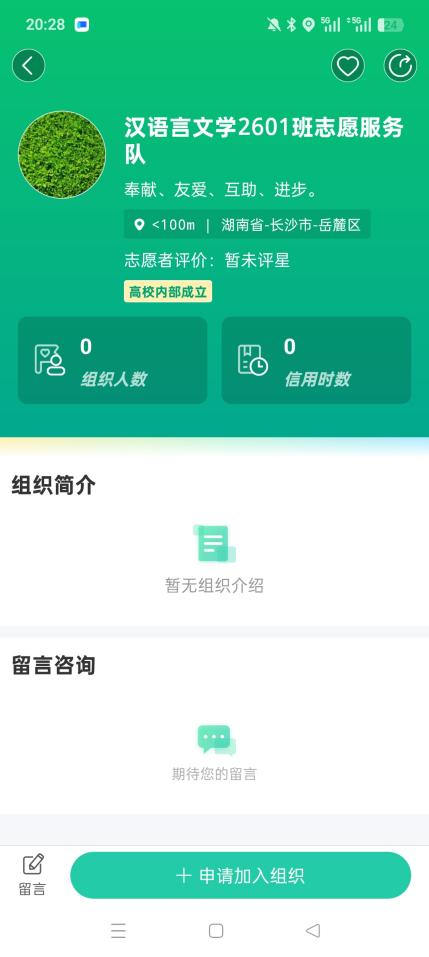 20:28
5G
5G
24
汉语言文学2601班志愿服务
队
奉献、友爱、互助、进步。
<100m | 湖南省-长沙市-岳麓区
志愿者评价：暂未评星
高校内部成立
0
组织人数
0
信用时数
组织简介
暂无组织介绍
留言咨询
期待您的留言
留言
＋ 申请加入组织